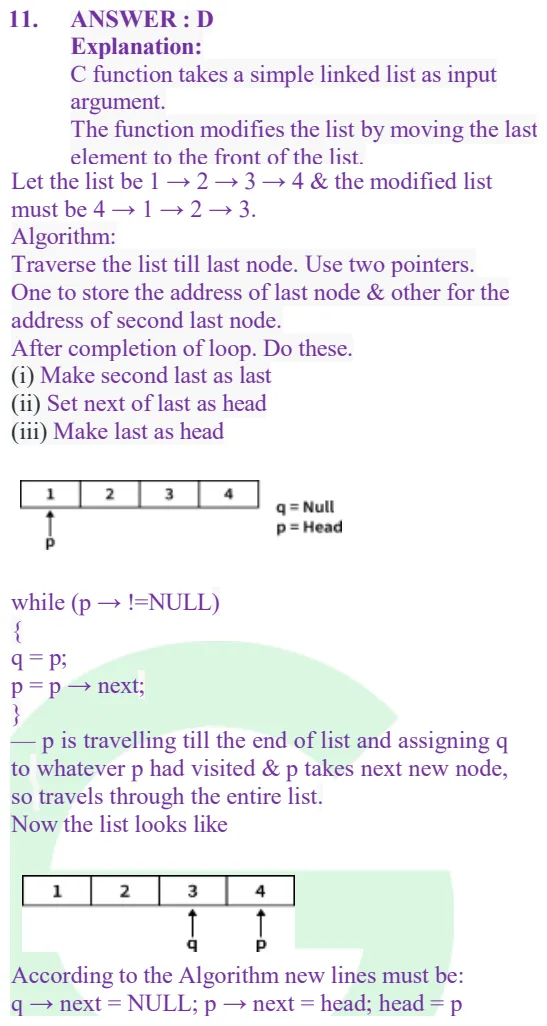 11. ANSWER : D
Explanation:
C function takes a simple linked list as input
argument.
The function modifies the list by moving the last
element to the front of the list.
Let the list be 1 → 2 → 3 → 4 & the modified list
must be 4 → 1 → 2 → 3.
Algorithm:
Traverse the list till last node. Use two pointers.
One to store the address of last node & other for the
address of second last node.
After completion of loop. Do these.
(i) Make second last as last
(ii) Set next of last as head
(iii) Make last as head
1 2 3 4
q = Null
p = Head
p
while (p → !=NULL)
{
q = p;
p = p → next;
}
— p is travelling till the end of list and assigning q
to whatever p had visited & p takes next new node,
so travels through the entire list.
Now the list looks like
1 2 3 4
q p
According to the Algorithm new lines must be:
q → next = NULL; p → next = head; head = p